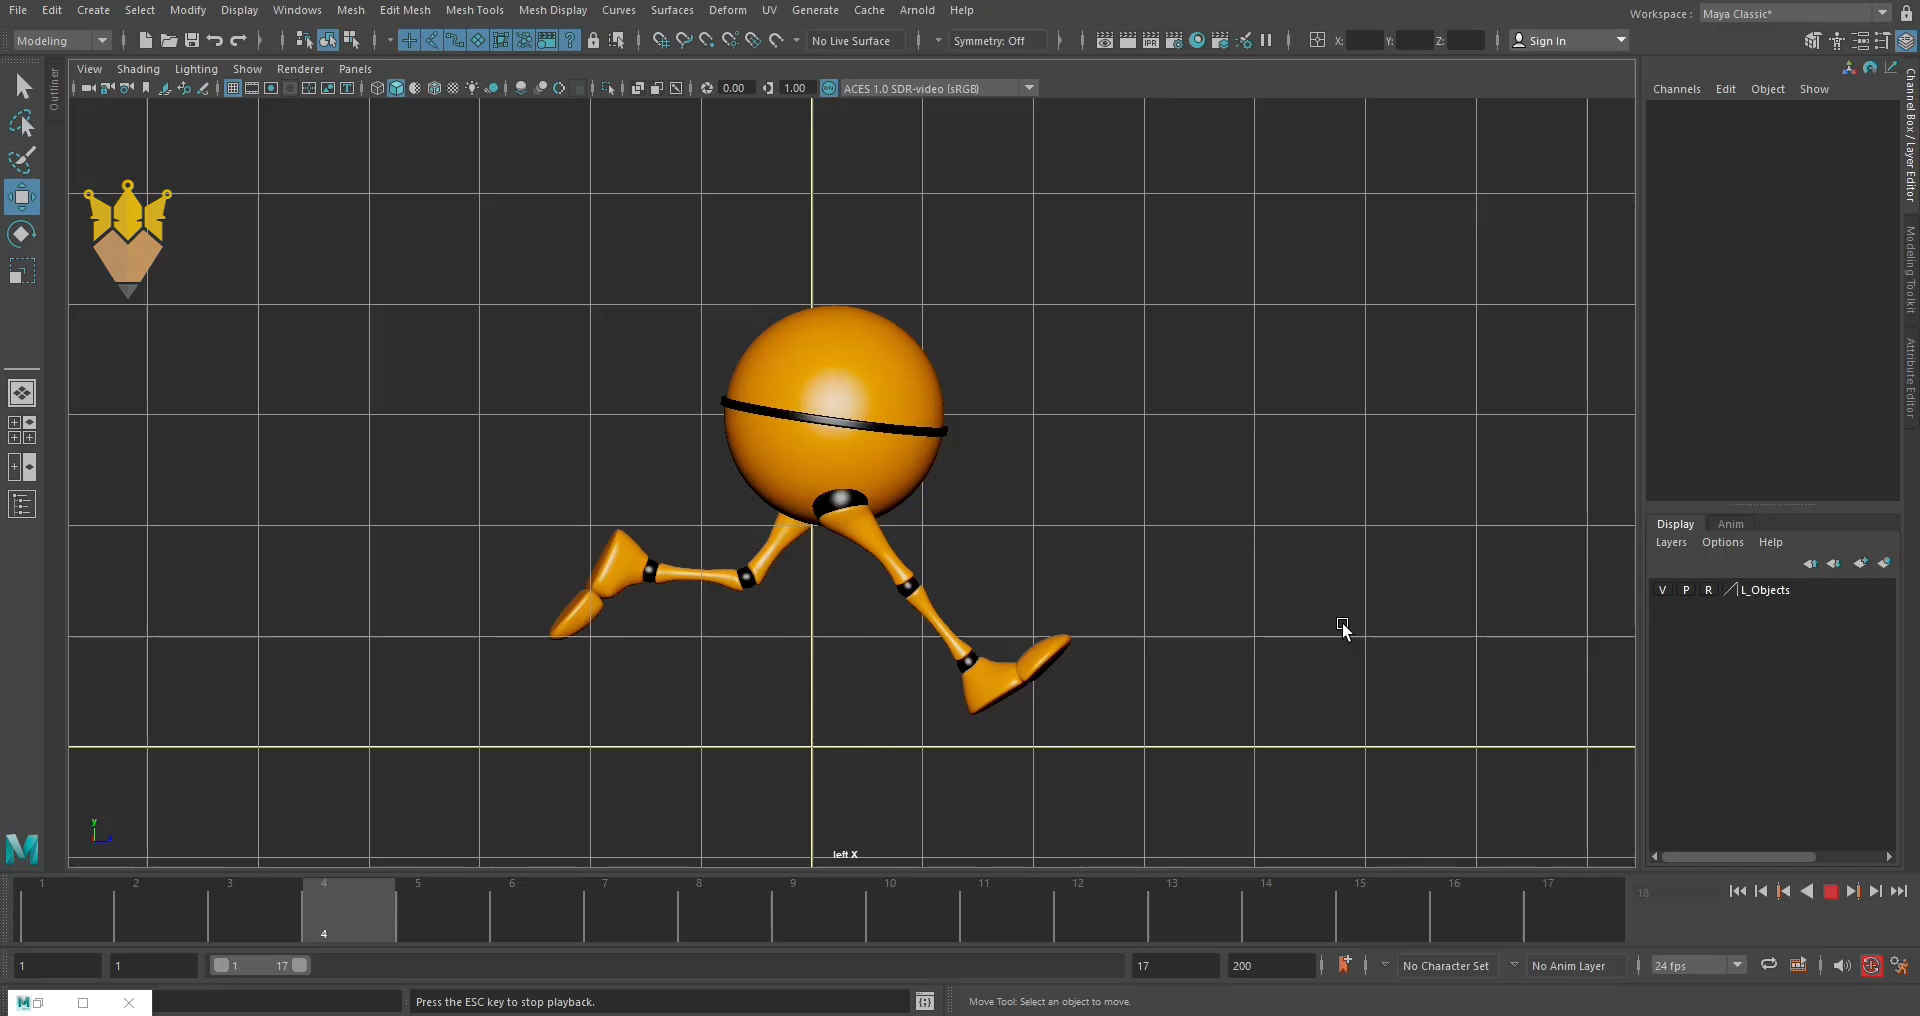 File Edit Create Select Modify Display Windows Mesh Edit Mesh Mesh Tools Mesh Display Curves Surfaces Deform UV Generate Cache Arnold Help
Workspace : Maya Classic*
Modeling
No Live Surface
Symmetry: Off
X:
Y:
Z:
Sign In
View Shading Lighting Show Renderer Panels
0.00
1.00
ACES 1.0 SDR-video (sRGB)
Outliner
IPR
ON
Channels Edit Object Show
Channel Box / Layer Editor
Modeling Toolkit
Attribute Editor
Display Anim
Layers Options Help
V P R L_Objects
y
left X
1 2 3 4 5 6 7 8 9 10 11 12 13 14 15 16 17
18
4
1
1
1 17
17
200
No Character Set
No Anim Layer
24 fps
M
Press the ESC key to stop playback.
Move Tool: Select an object to move.